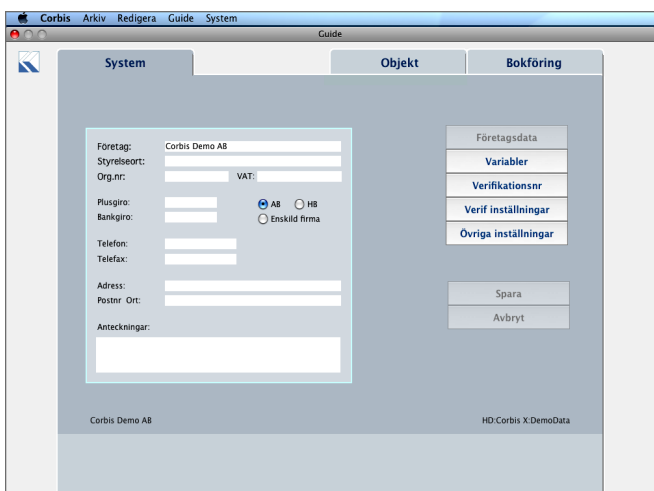 Corbis Arkiv Redigera Guide System
Guide
System Objekt Bokföring
Företag: Corbis Demo AB
Styrelseort:
Org.nr: VAT:
Plusgiro: AB HB
Bankgiro: Enskild firma
Telefon:
Telefax:
Adress:
Postnr Ort:
Anteckningar:
Företagsdata
Variabler
Verifikationsnr
Verif inställningar
Övriga inställningar
Spara
Avbryt
Corbis Demo AB HD:Corbis X:DemoData